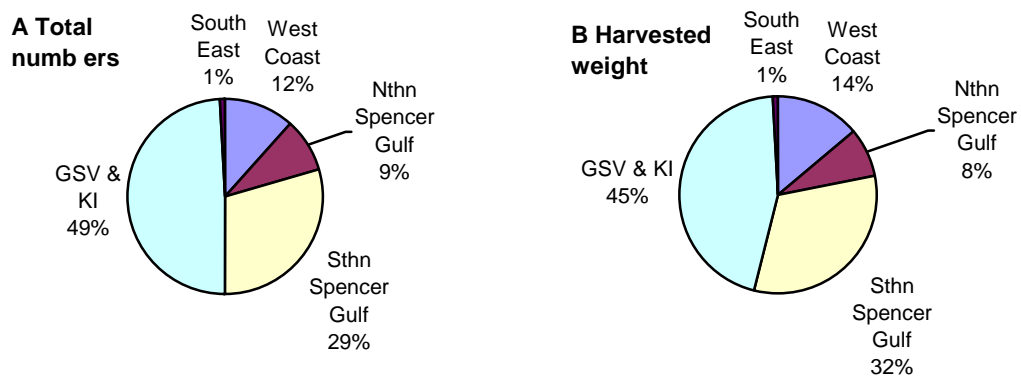 A Total
numb ers
South
East
1%
West
Coast
12%
Nthn
Spencer
Gulf
9%
GSV &
KI
49%
Sthn
Spencer
Gulf
29%
B Harvested
weight
South
East
1%
West
Coast
14%
Nthn
Spencer
Gulf
8%
GSV & KI
45%
Sthn
Spencer
Gulf
32%